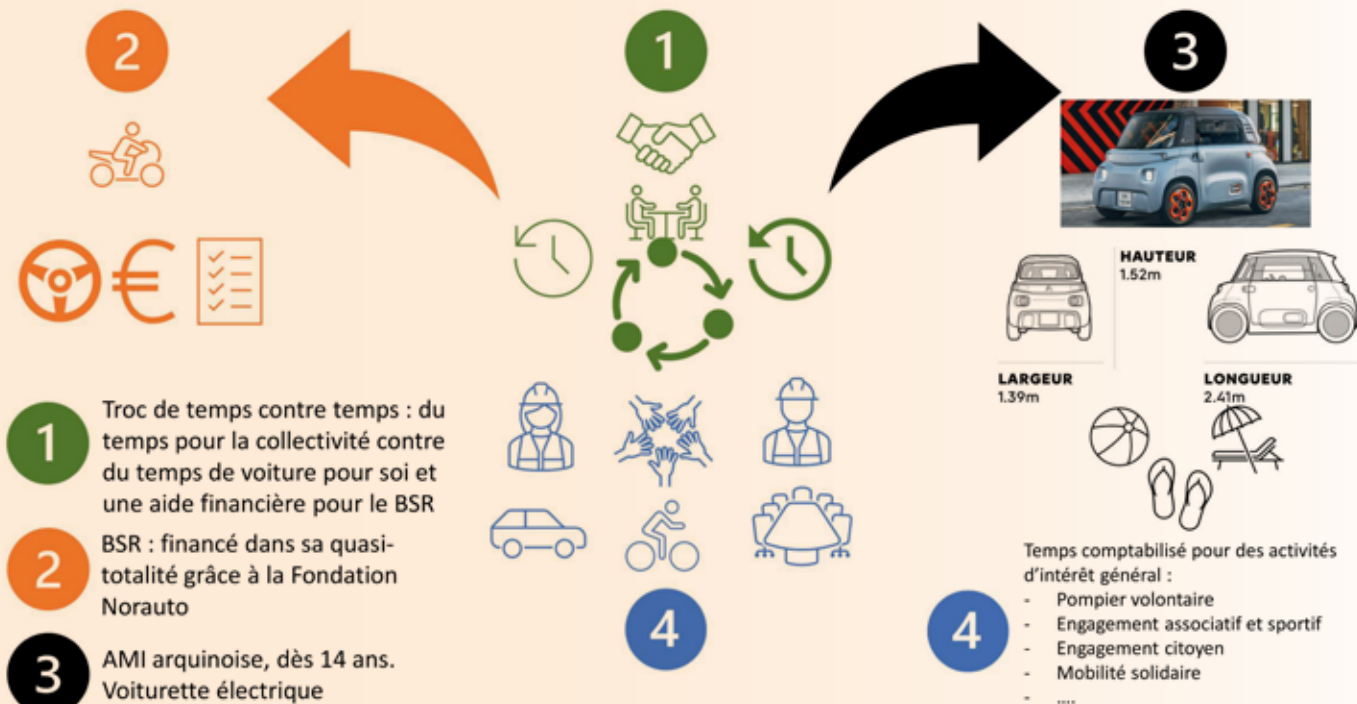 2
1
3
HAUTEUR
1.52m
LARGEUR
1.39m
LONGUEUR
2.41m
1
Troc de temps contre temps : du
temps pour la collectivité contre
du temps de voiture pour soi et
une aide financière pour le BSR
2
BSR : financé dans sa quasi-
totalité grâce à la Fondation
Norauto
3
AMI arquinoise, dès 14 ans.
Voiturette électrique
4
4
Temps comptabilisé pour des activités
d'intérêt général :
- Pompier volontaire
- Engagement associatif et sportif
- Engagement citoyen
- Mobilité solidaire
- ....